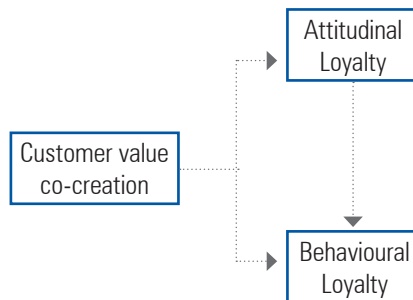 Attitudinal
Loyalty
Customer value
co-creation
Behavioural
Loyalty